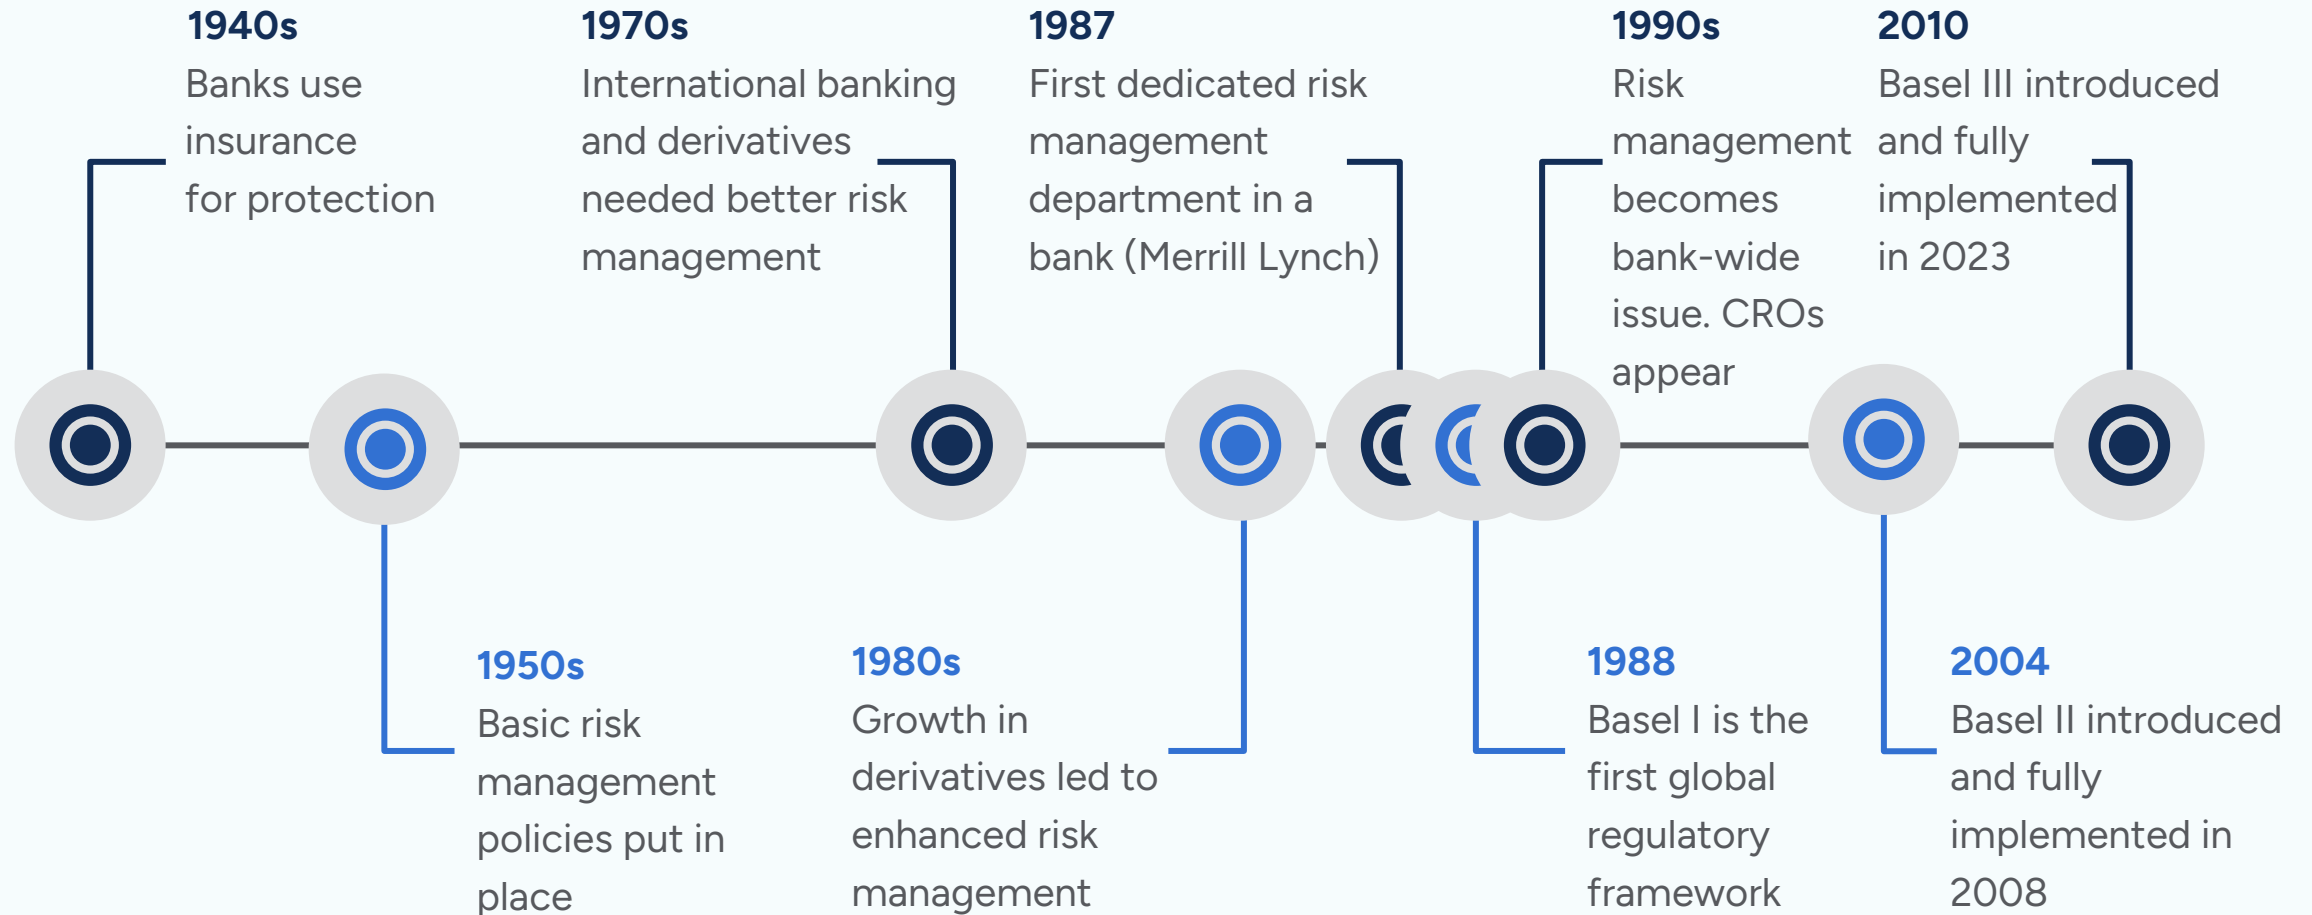 1940s
Banks use
insurance
for protection
1970s
International banking
and derivatives
needed better risk
management
1987
First dedicated risk
management
department in a
bank (Merrill Lynch)
1990s
Risk
management
becomes
bank-wide
issue. CROs
appear
2010
Basel III introduced
and fully
implemented
in 2023
1950s
Basic risk
management
policies put in
place
1980s
Growth in
derivatives led to
enhanced risk
management
1988
Basel I is the
first global
regulatory
framework
2004
Basel II introduced
and fully
implemented in
2008